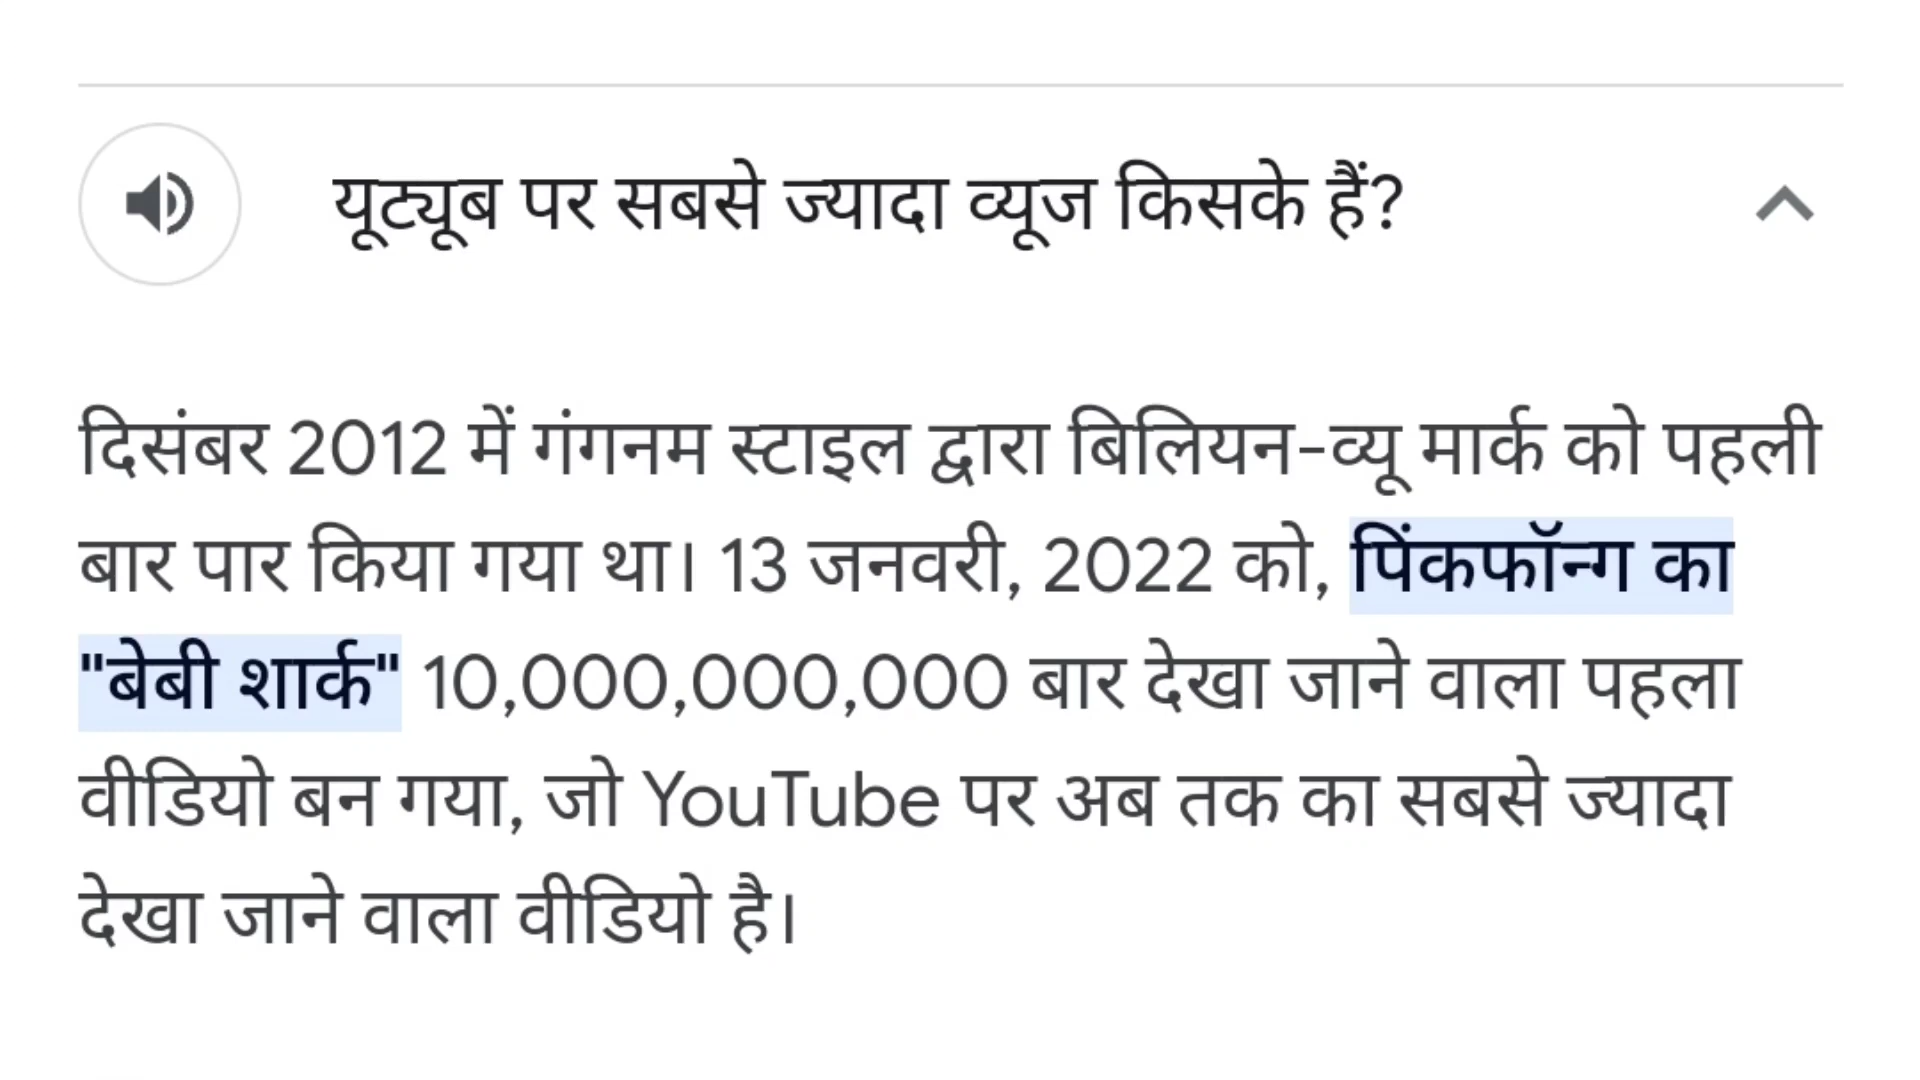 यूट्यूब पर सबसे ज्यादा व्यूज किसके हैं?
दिसंबर 2012 में गंगनम स्टाइल द्वारा बिलियन-व्यू मार्क को पहली
बार पार किया गया था। 13 जनवरी, 2022 को, पिंकफॉन्ग का
"बेबी शार्क" 10,000,000,000 बार देखा जाने वाला पहला
वीडियो बन गया, जो YouTube पर अब तक का सबसे ज्यादा
देखा जाने वाला वीडियो है।